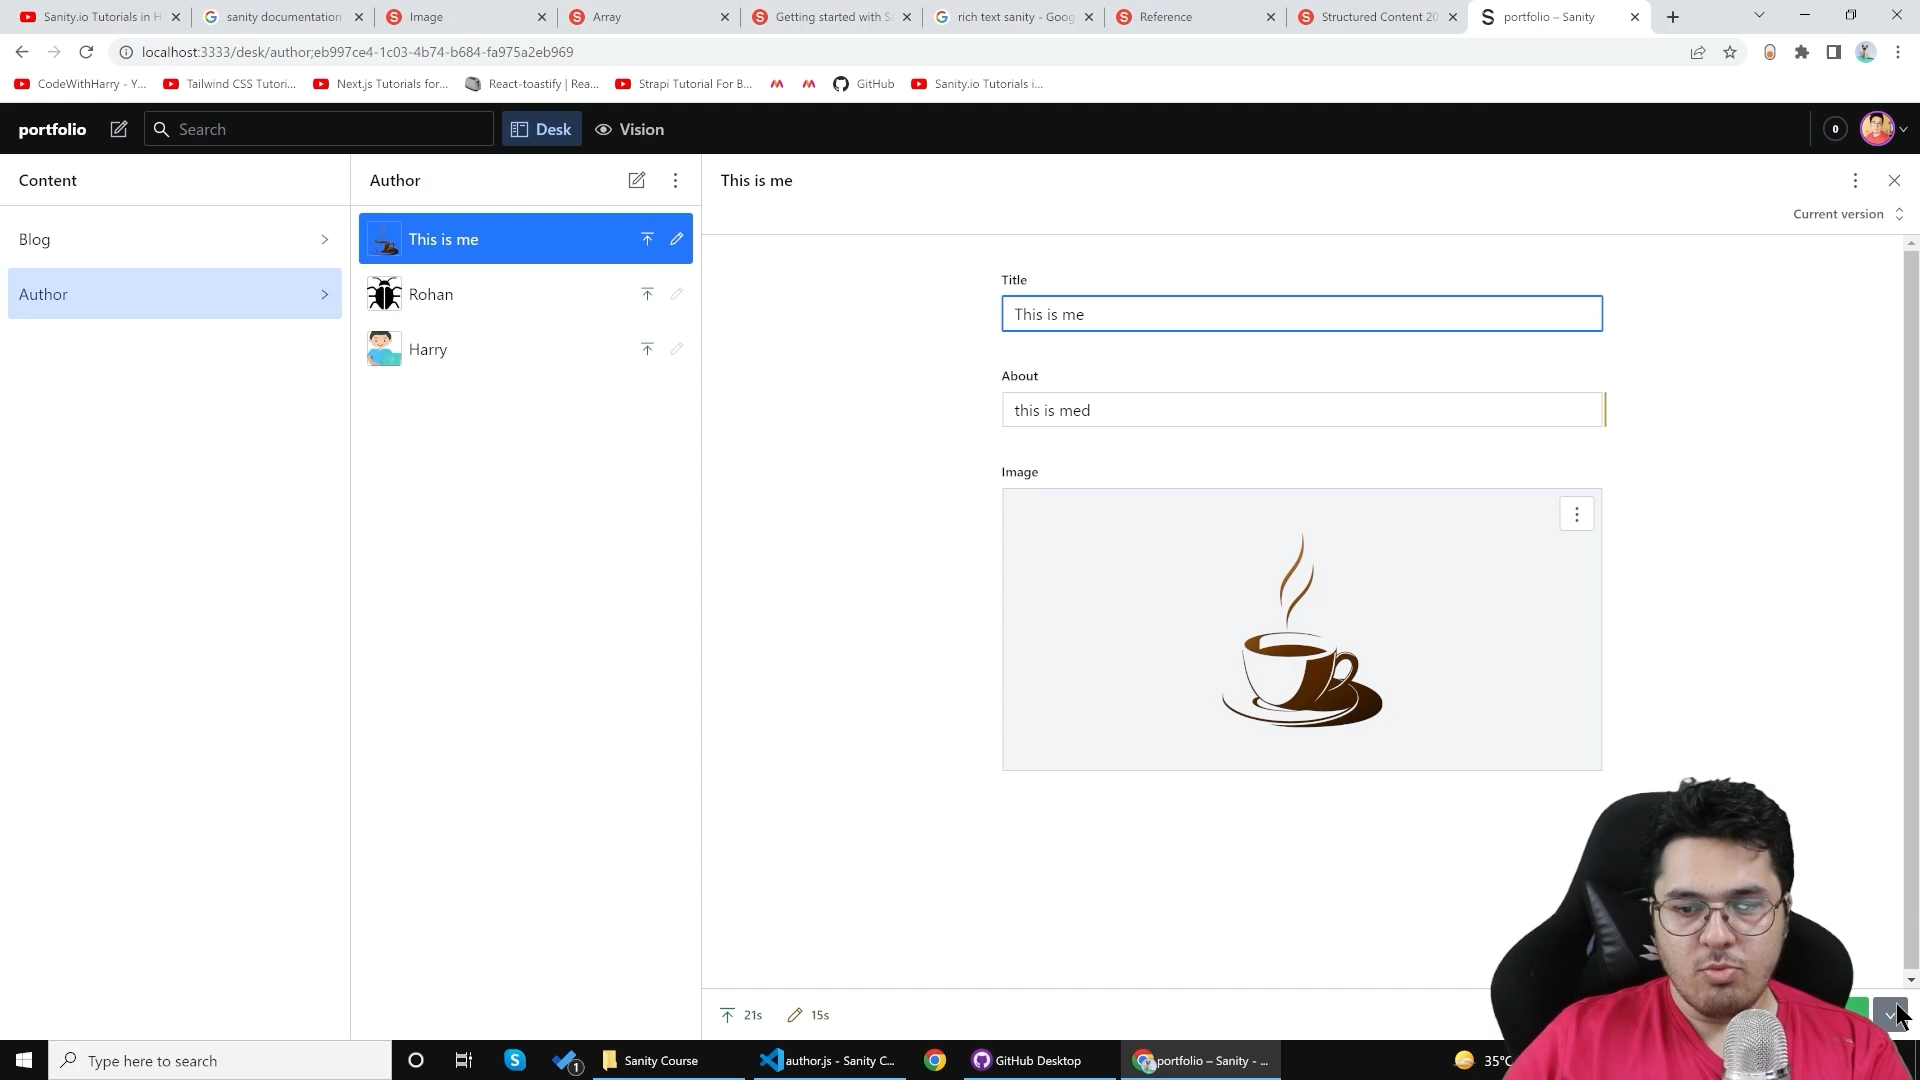 Sanity.io Tutorials in H
sanity documentation
Image
Array
Getting started with S
rich text sanity - Goog
Reference
Structured Content 20
portfolio – Sanity
localhost:3333/desk/author;eb997ce4-1c03-4b74-b684-fa975a2eb969
CodeWithHarry - Y...
Tailwind CSS Tutori...
Next.js Tutorials for...
React-toastify | Rea...
Strapi Tutorial For B...
GitHub
Sanity.io Tutorials i...
portfolio
Search
Desk
Vision
0
Content
Author
This is me
Current version
Blog
Author
This is me
Rohan
Harry
Title
This is me
About
this is med
Image
21s
15s
Type here to search
1
Sanity Course
author.js - Sanity C...
GitHub Desktop
portfolio – Sanity - ...
35°C